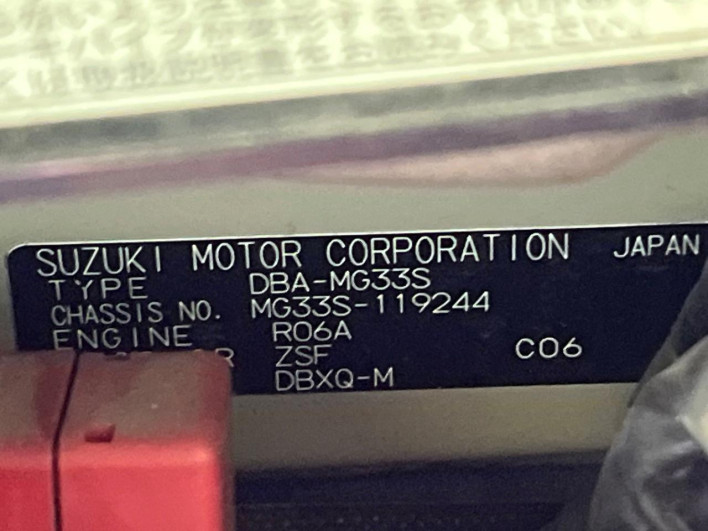 SUZUKI MOTOR CORPORATION JAPAN
TYPE DBA-MG33S
CHASSIS NO. MG33S-119244
ENGINE R06A
ZSF C06
DBXQ-M